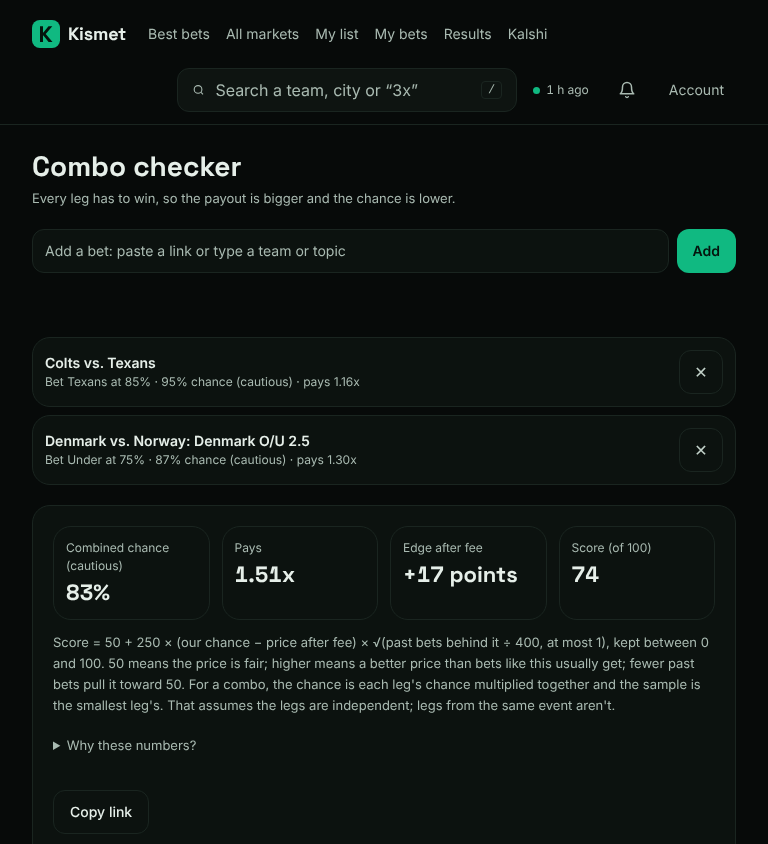 K Kismet Best bets All markets My list My bets Results Kalshi
Search a team, city or “3x” / 1 h ago Account
Combo checker
Every leg has to win, so the payout is bigger and the chance is lower.
Add a bet: paste a link or type a team or topic Add
Colts vs. Texans
Bet Texans at 85% · 95% chance (cautious) · pays 1.16x
✕
Denmark vs. Norway: Denmark O/U 2.5
Bet Under at 75% · 87% chance (cautious) · pays 1.30x
✕
Combined chance
(cautious)
83%
Pays
1.51x
Edge after fee
+17 points
Score (of 100)
74
Score = 50 + 250 × (our chance − price after fee) × √(past bets behind it ÷ 400, at most 1), kept between 0
and 100. 50 means the price is fair; higher means a better price than bets like this usually get; fewer past
bets pull it toward 50. For a combo, the chance is each leg's chance multiplied together and the sample is
the smallest leg's. That assumes the legs are independent; legs from the same event aren't.
▶ Why these numbers?
Copy link